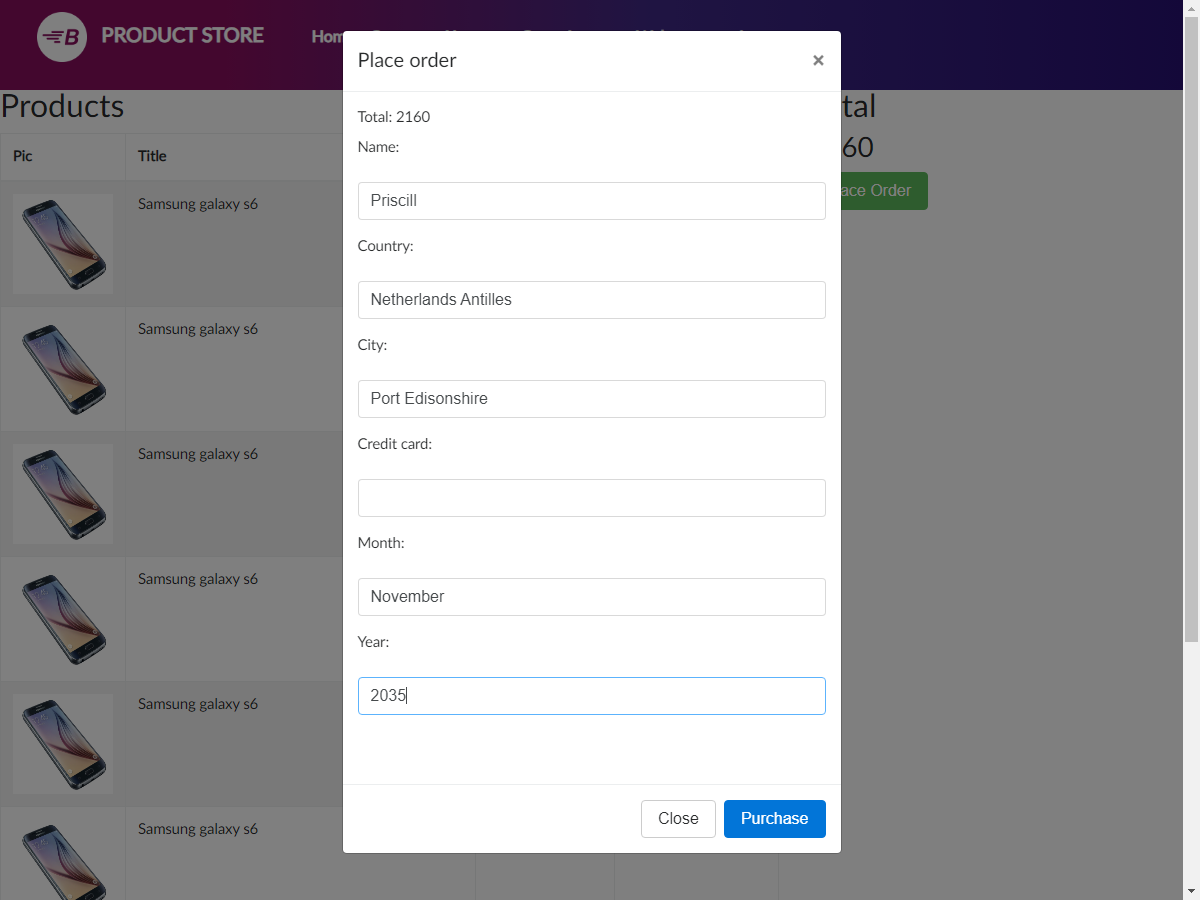 B PRODUCT STORE
Place order
×
Products
Pic
Title
Total: 2160
Name:
Priscill
Country:
Netherlands Antilles
City:
Port Edisonshire
Credit card:
Month:
November
Year:
2035
Close
Purchase
Samsung galaxy s6
Samsung galaxy s6
Samsung galaxy s6
Samsung galaxy s6
Samsung galaxy s6
Samsung galaxy s6
tal
60
ace Order